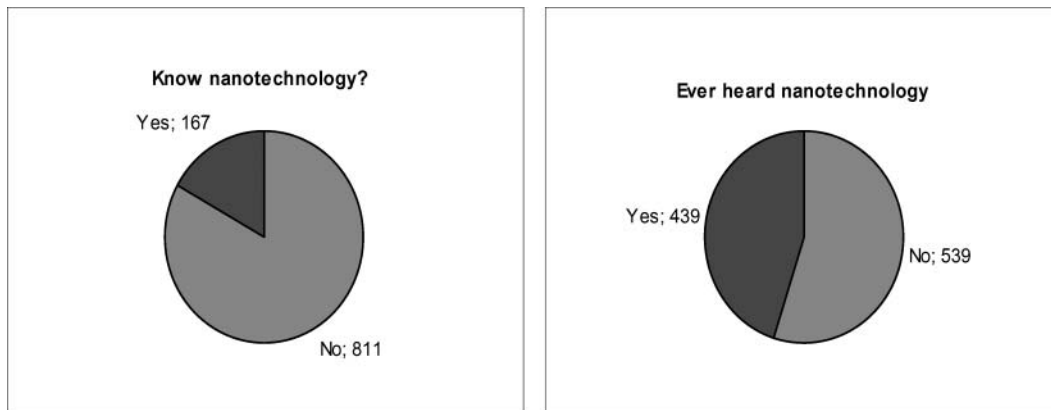 Know nanotechnology?
Yes; 167
No; 811
Ever heard nanotechnology
Yes; 439
No; 539